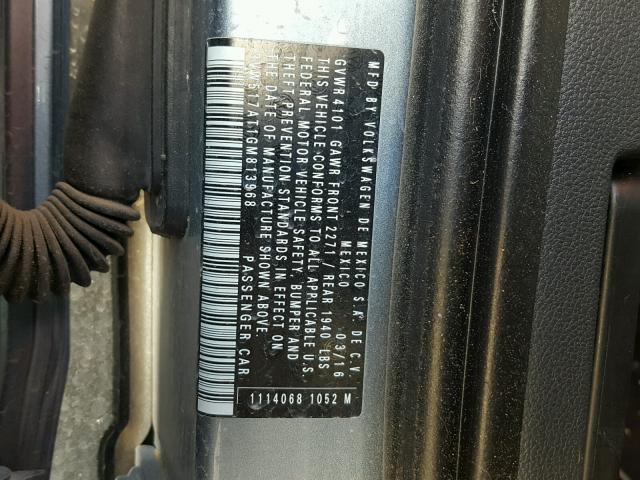 MFD BY VOLKSWAGEN DE MEXICO S.A. DE C.V.
MEXICO 03/16
GVWR 4101 GAWR FRONT 2271 / REAR 1940 LBS
THIS VEHICLE CONFORMS TO ALL APPLICABLE U.S.
FEDERAL MOTOR VEHICLE SAFETY, BUMPER AND
THEFT PREVENTION STANDARDS IN EFFECT ON
THE DATE OF MANUFACTURE SHOWN ABOVE.
PASSENGER CAR
1114068 1052 M